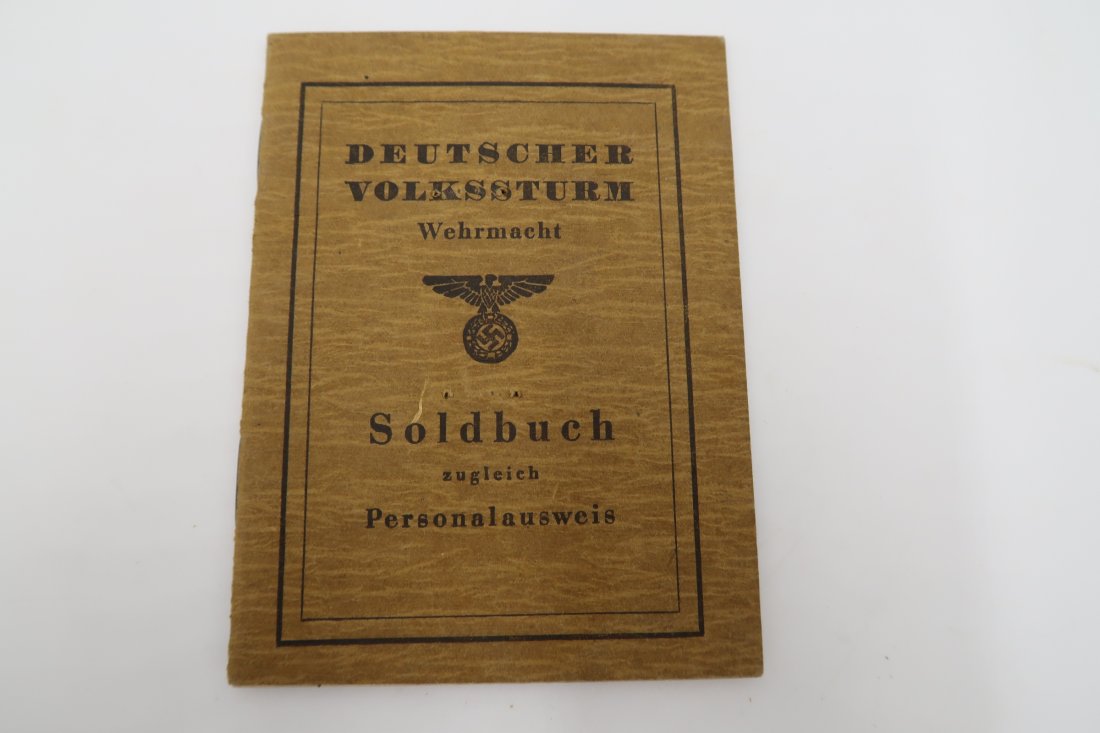 DEUTSCHER
VOLKSSTURM
Wehrmacht
Soldbuch
zugleich
Personalausweis